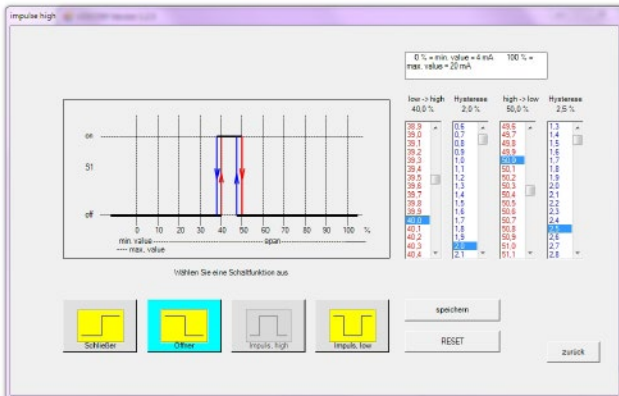 impulse high
0 % = min. value = 4 mA 100 % =
max. value = 20 mA
low -> high Hysterese high -> low Hysterese
40,0 % 2,0 % 50,0 % 2,5 %
38,9 0,6 49,6 1,3
39,0 0,7 49,7 1,4
39,1 0,8 49,8 1,5
39,2 0,9 49,9 1,6
39,3 1,0 50,0 1,7
39,4 1,1 50,1 1,8
39,5 1,2 50,2 1,9
39,6 1,3 50,3 2,0
39,7 1,4 50,4 2,1
39,8 1,5 50,5 2,2
39,9 1,6 50,6 2,3
40,0 1,7 50,7 2,4
40,1 1,8 50,8 2,5
40,2 1,9 50,9 2,6
40,3 2,0 51,0 2,7
40,4 2,1 51,1 2,8
on
S1
off
0 10 20 30 40 50 60 70 80 90 100 %
min. value span
max. value
Wählen Sie eine Schaltfunktion aus
Schließer
Öffner
Impuls, high
Impuls, low
speichern
RESET
zurück